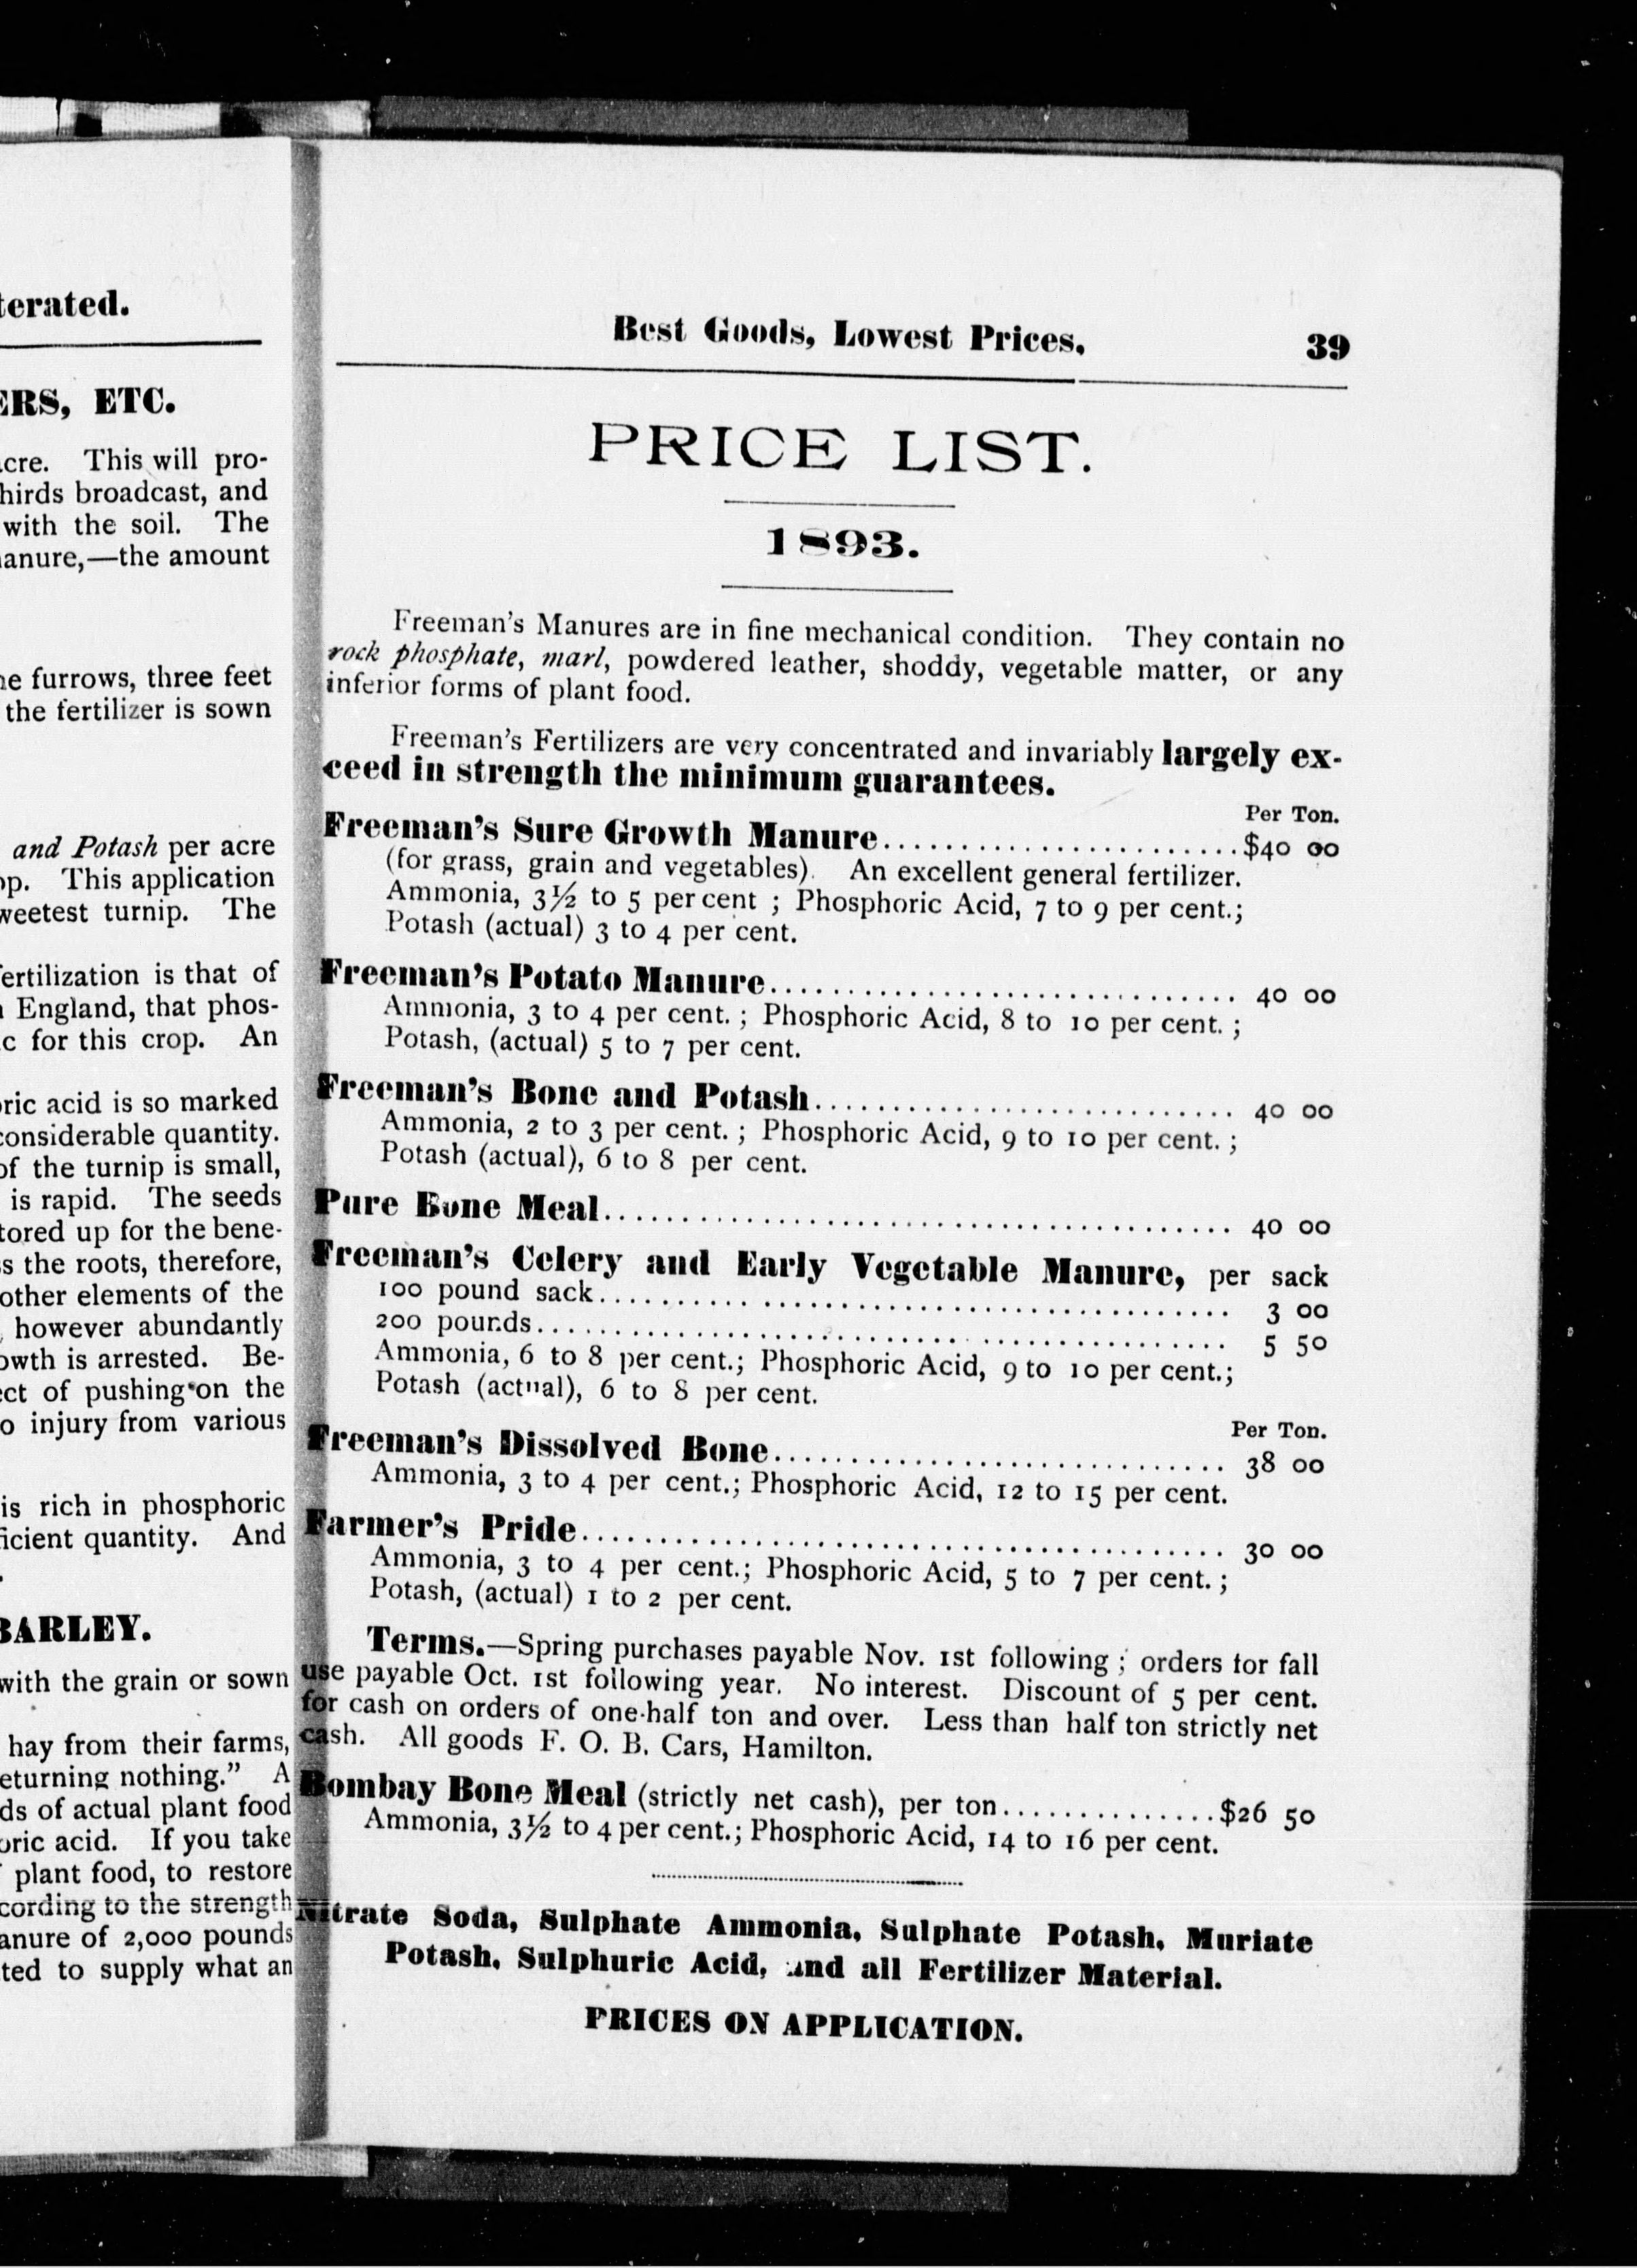 terated.
ERS, ETC.
acre. This will pro-
hirds broadcast, and
with the soil. The
manure,—the amount
he furrows, three feet
the fertilizer is sown
and Potash per acre
op. This application
weetest turnip. The
fertilization is that of
England, that phos-
c for this crop. An
oric acid is so marked
considerable quantity.
of the turnip is small,
is rapid. The seeds
tored up for the bene-
s the roots, therefore,
other elements of the
, however abundantly
owth is arrested. Be-
ect of pushing on the
o injury from various
is rich in phosphoric
ficient quantity. And
BARLEY.
with the grain or sown
hay from their farms,
eturning nothing.” A
ds of actual plant food
oric acid. If you take
plant food, to restore
cording to the strength
anure of 2,000 pounds
ted to supply what an
Best Goods, Lowest Prices. 39
PRICE LIST.
1893.
Freeman's Manures are in fine mechanical condition. They contain no
rock phosphate, marl, powdered leather, shoddy, vegetable matter, or any
inferior forms of plant food.
Freeman's Fertilizers are very concentrated and invariably largely ex-
ceed in strength the minimum guarantees.
Per Ton.
Freeman's Sure Growth Manure........................$40 00
(for grass, grain and vegetables). An excellent general fertilizer.
Ammonia, 3½ to 5 per cent ; Phosphoric Acid, 7 to 9 per cent.;
Potash (actual) 3 to 4 per cent.
Freeman's Potato Manure................................ 40 00
Ammonia, 3 to 4 per cent. ; Phosphoric Acid, 8 to 10 per cent. ;
Potash, (actual) 5 to 7 per cent.
Freeman's Bone and Potash............................. 40 00
Ammonia, 2 to 3 per cent. ; Phosphoric Acid, 9 to 10 per cent. ;
Potash (actual), 6 to 8 per cent.
Pure Bone Meal.......................................... 40 00
Freeman's Celery and Early Vegetable Manure, per sack
100 pound sack........................................... 3 00
200 pounds............................................... 5 50
Ammonia, 6 to 8 per cent.; Phosphoric Acid, 9 to 10 per cent.;
Potash (actual), 6 to 8 per cent.
Per Ton.
Freeman's Dissolved Bone............................... 38 00
Ammonia, 3 to 4 per cent.; Phosphoric Acid, 12 to 15 per cent.
Farmer's Pride............................................ 30 00
Ammonia, 3 to 4 per cent.; Phosphoric Acid, 5 to 7 per cent. ;
Potash, (actual) 1 to 2 per cent.
Terms.—Spring purchases payable Nov. 1st following ; orders for fall
use payable Oct. 1st following year. No interest. Discount of 5 per cent.
for cash on orders of one-half ton and over. Less than half ton strictly net
cash. All goods F. O. B. Cars, Hamilton.
Bombay Bone Meal (strictly net cash), per ton..............$26 50
Ammonia, 3½ to 4 per cent.; Phosphoric Acid, 14 to 16 per cent.
Nitrate Soda, Sulphate Ammonia, Sulphate Potash, Muriate
Potash, Sulphuric Acid, and all Fertilizer Material.
PRICES ON APPLICATION.